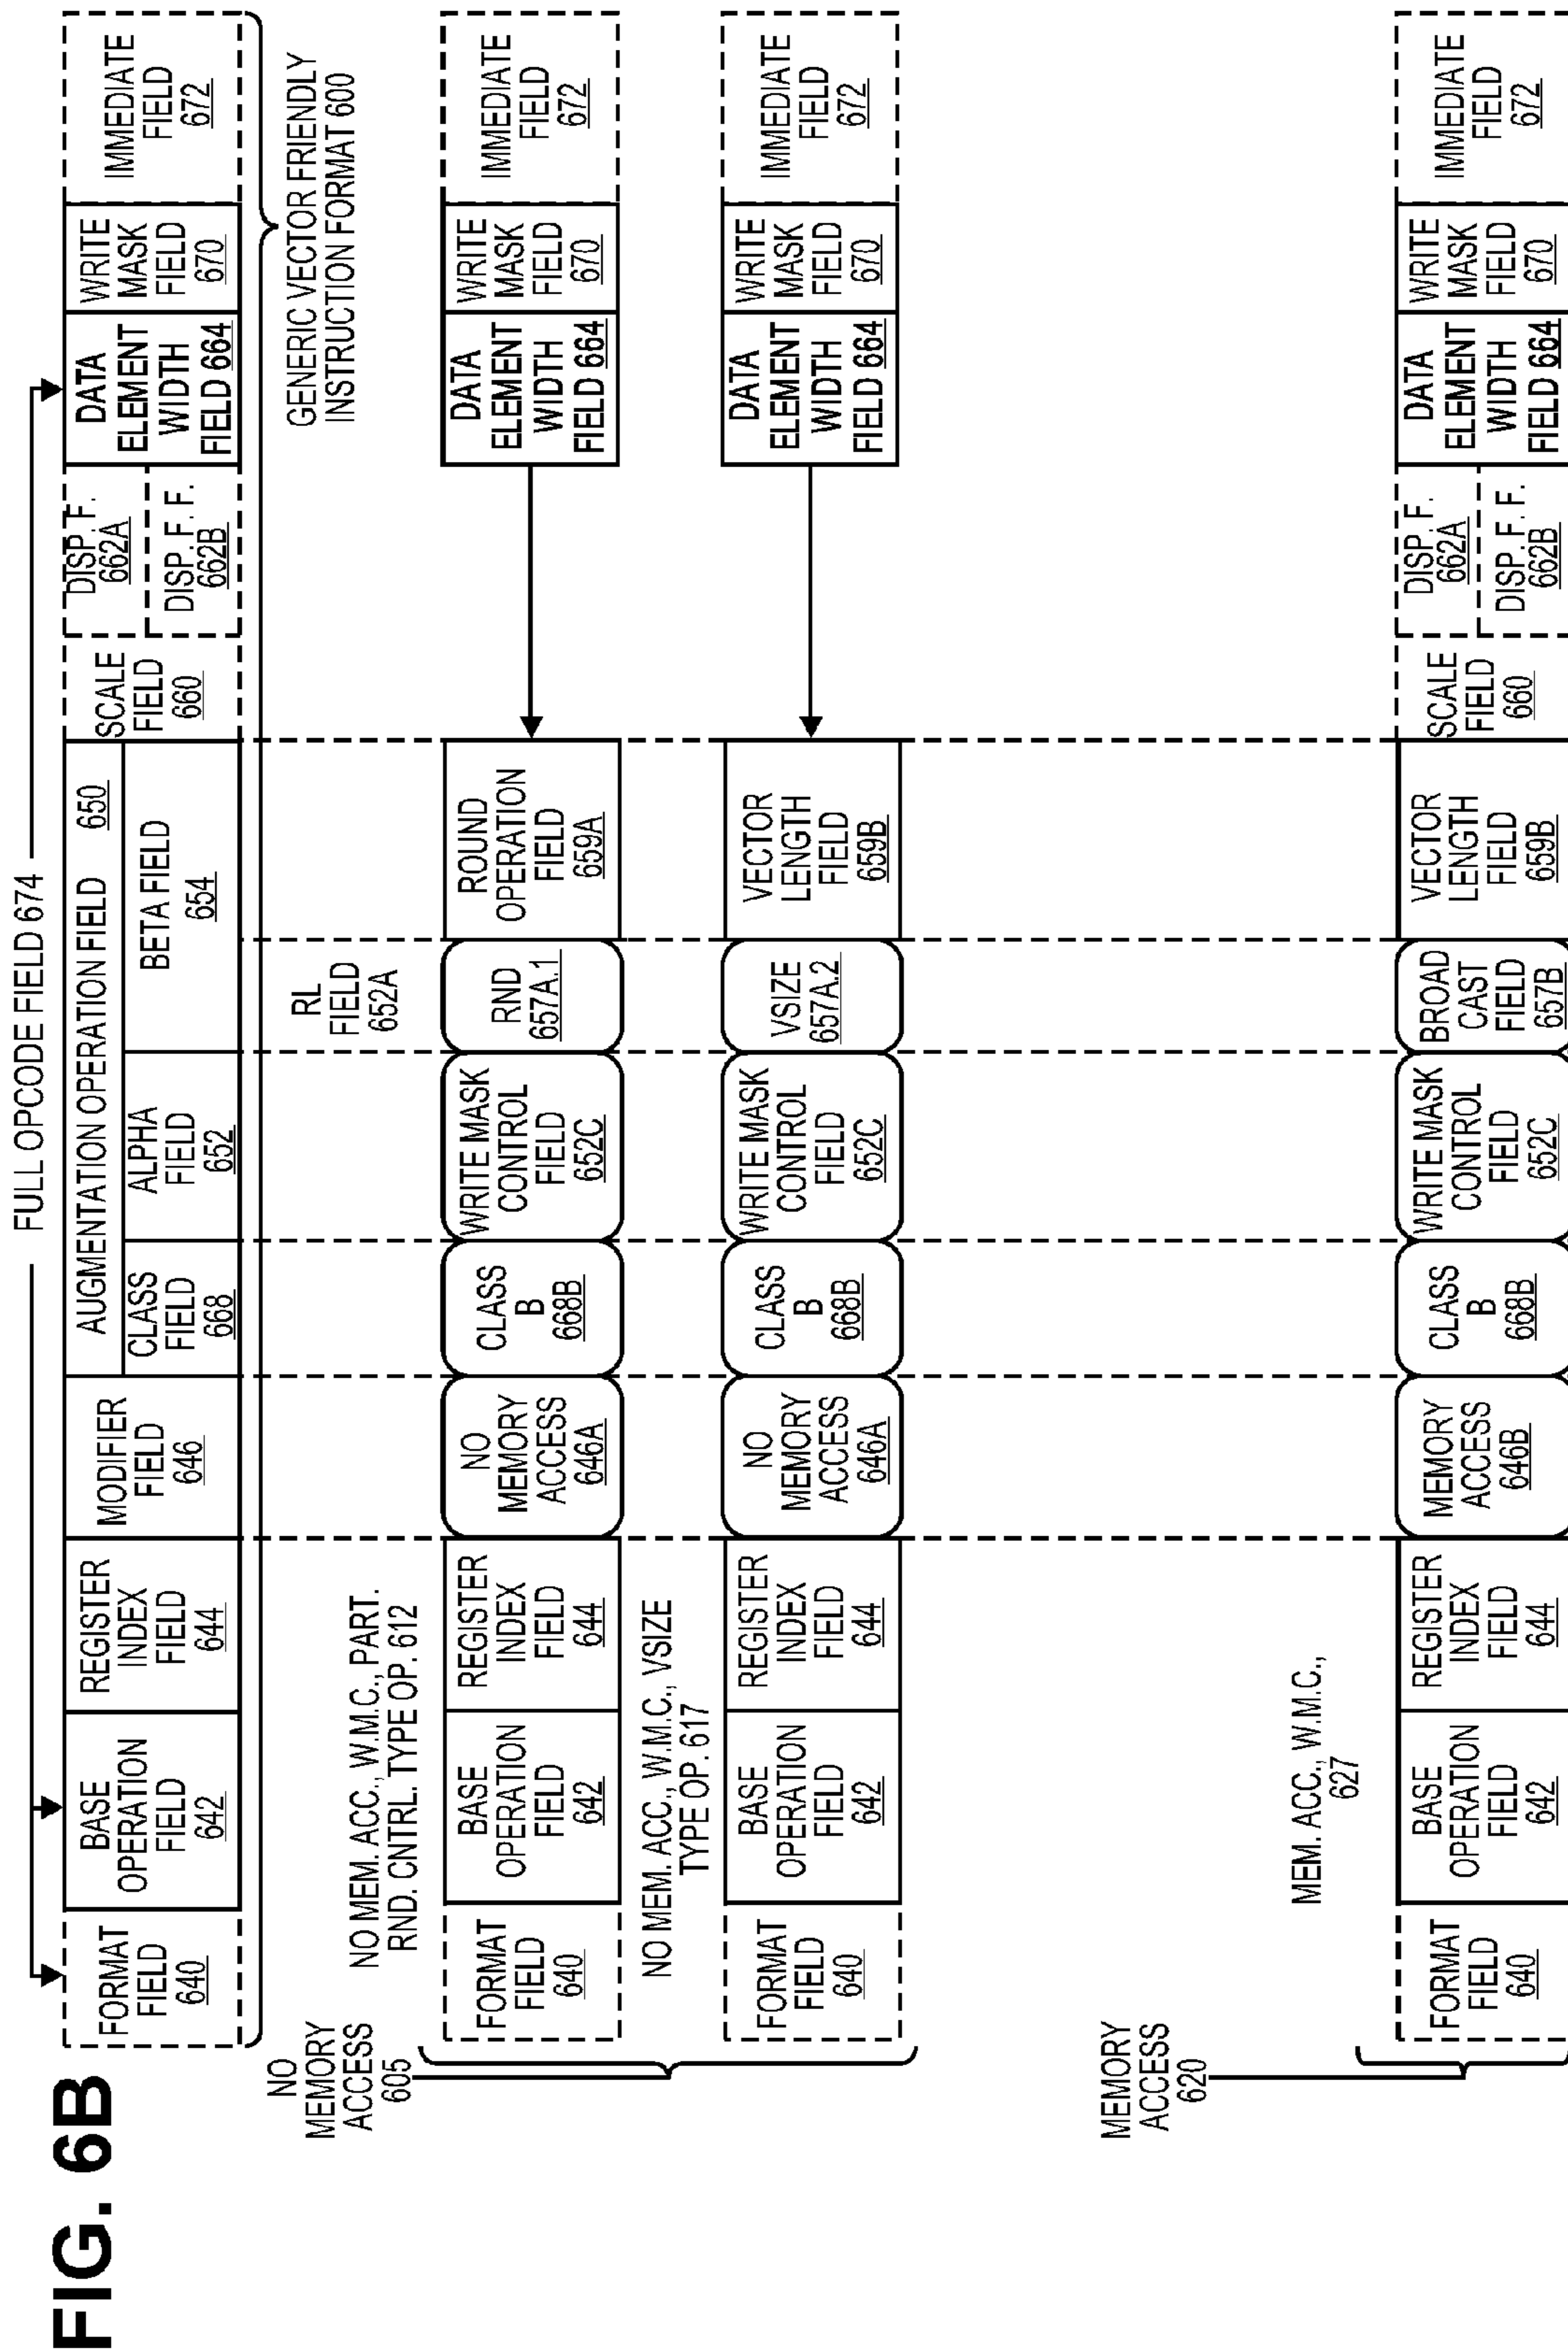 FIG. 6B
FULL OPCODE FIELD 674
FORMAT
FIELD
640
BASE
OPERATION
FIELD
642
REGISTER
INDEX
FIELD
644
MODIFIER
FIELD
646
AUGMENTATION OPERATION FIELD 650
CLASS
FIELD
668
ALPHA
FIELD
652
BETA FIELD
654
SCALE
FIELD
660
DISP. F.
662A
DISP. F. F.
662B
DATA
ELEMENT
WIDTH
FIELD 664
WRITE
MASK
FIELD
670
IMMEDIATE
FIELD
672
GENERIC VECTOR FRIENDLY
INSTRUCTION FORMAT 600
NO
MEMORY
ACCESS
605
NO MEM. ACC., W.M.C., PART.
RND. CNTRL. TYPE OP. 612
RL
FIELD
652A
FORMAT
FIELD
640
BASE
OPERATION
FIELD
642
REGISTER
INDEX
FIELD
644
NO
MEMORY
ACCESS
646A
CLASS
B
668B
WRITE MASK
CONTROL
FIELD
652C
RND
657A.1
ROUND
OPERATION
FIELD
659A
DATA
ELEMENT
WIDTH
FIELD 664
WRITE
MASK
FIELD
670
IMMEDIATE
FIELD
672
NO MEM. ACC., W.M.C., VSIZE
TYPE OP. 617
FORMAT
FIELD
640
BASE
OPERATION
FIELD
642
REGISTER
INDEX
FIELD
644
NO
MEMORY
ACCESS
646A
CLASS
B
668B
WRITE MASK
CONTROL
FIELD
652C
VSIZE
657A.2
VECTOR
LENGTH
FIELD
659B
DATA
ELEMENT
WIDTH
FIELD 664
WRITE
MASK
FIELD
670
IMMEDIATE
FIELD
672
MEMORY
ACCESS
620
MEM. ACC., W.M.C.,
627
FORMAT
FIELD
640
BASE
OPERATION
FIELD
642
REGISTER
INDEX
FIELD
644
MEMORY
ACCESS
646B
CLASS
B
668B
WRITE MASK
CONTROL
FIELD
652C
BROAD
CAST
FIELD
657B
VECTOR
LENGTH
FIELD
659B
SCALE
FIELD
660
DISP. F.
662A
DISP. F. F.
662B
DATA
ELEMENT
WIDTH
FIELD 664
WRITE
MASK
FIELD
670
IMMEDIATE
FIELD
672